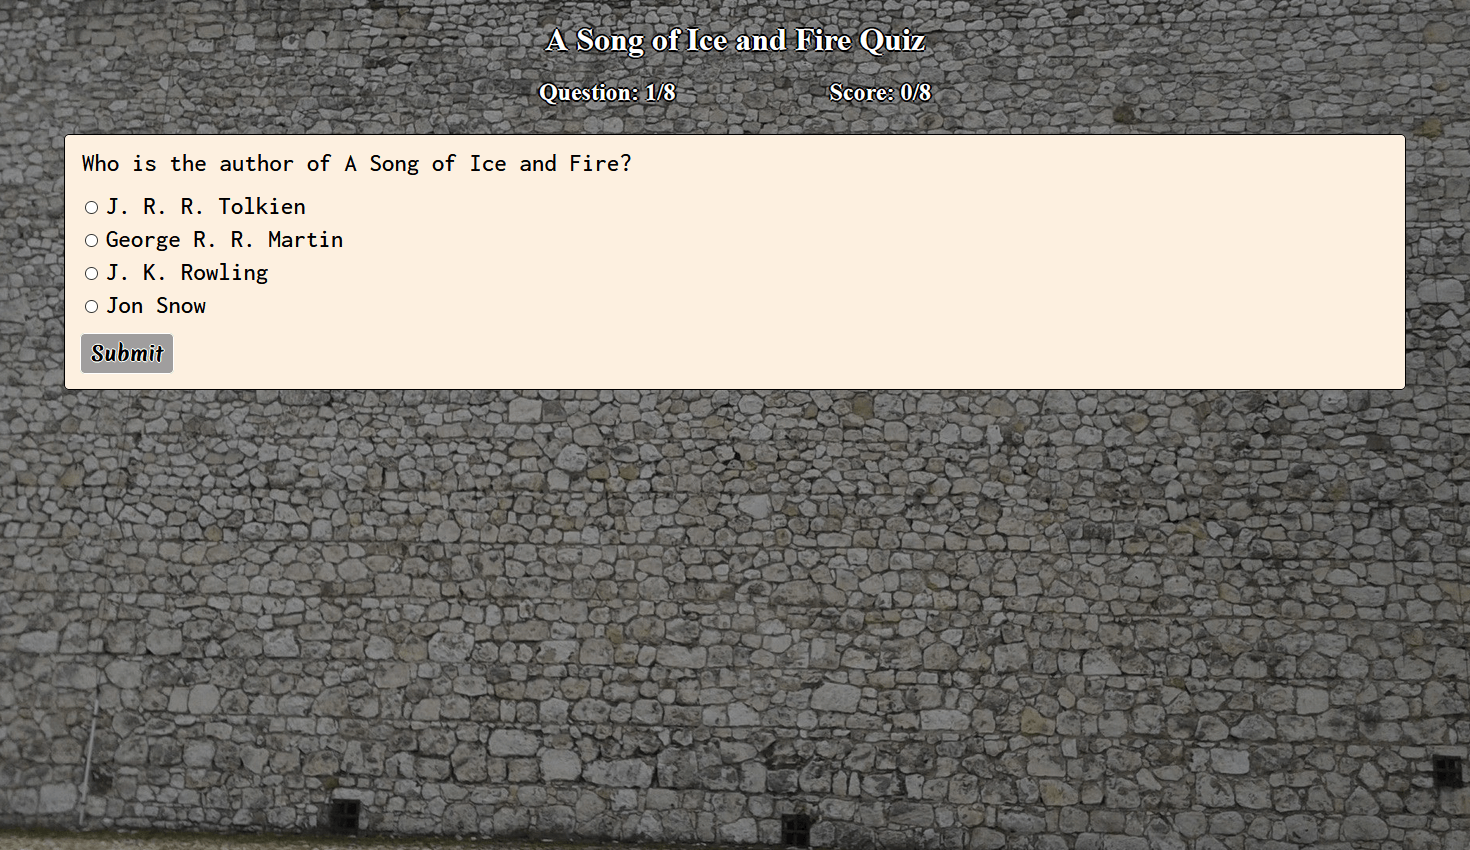 A Song of Ice and Fire Quiz
Question: 1/8 Score: 0/8
Who is the author of A Song of Ice and Fire?
J. R. R. Tolkien
George R. R. Martin
J. K. Rowling
Jon Snow
Submit